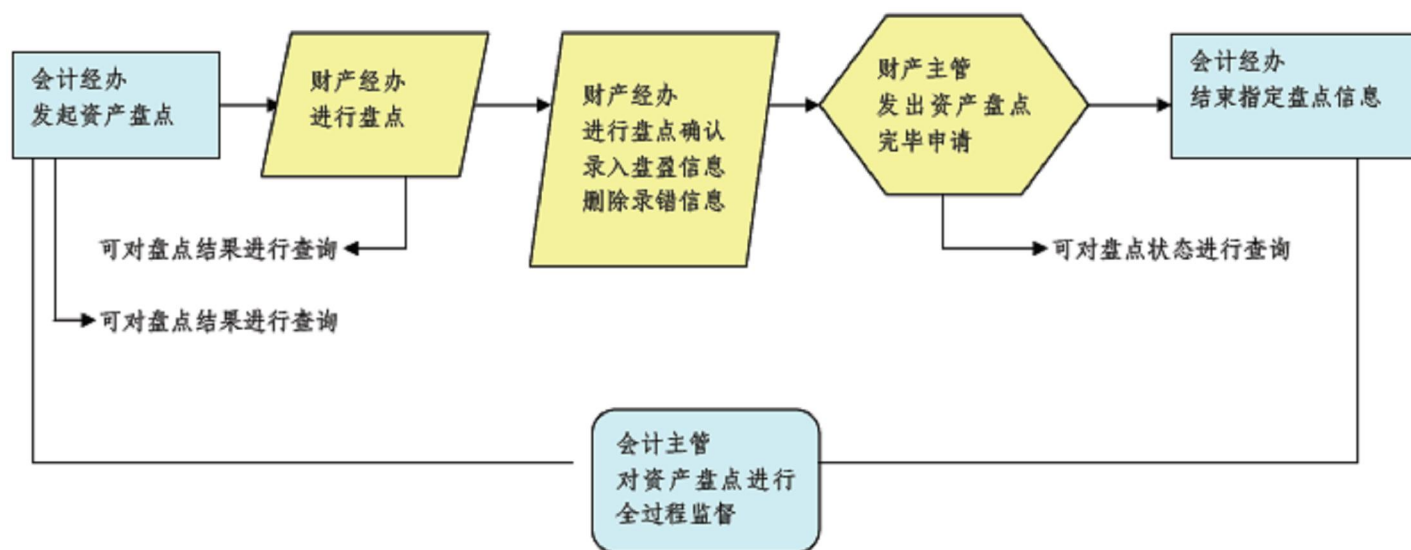 会计经办
发起资产盘点
财产经办
进行盘点
财产经办
进行盘点确认
录入盘盈信息
删除录错信息
财产主管
发出资产盘点
完毕申请
会计经办
结束指定盘点信息
可对盘点结果进行查询
可对盘点状态进行查询
可对盘点结果进行查询
会计主管
对资产盘点进行
全过程监督